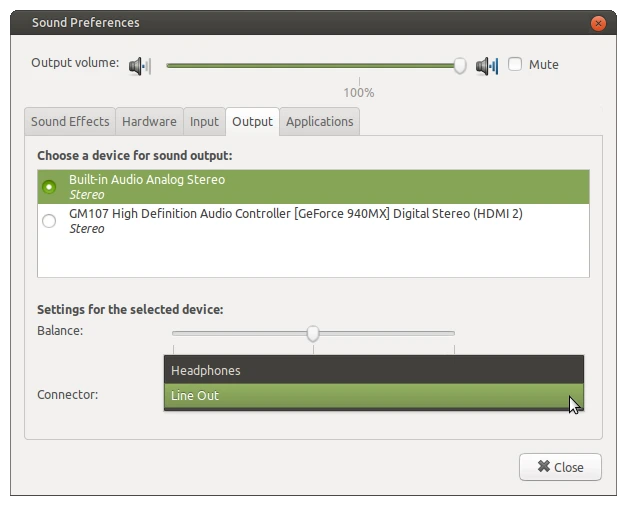 Sound Preferences
Output volume:
Mute
100%
Sound Effects Hardware Input Output Applications
Choose a device for sound output:
Built-in Audio Analog Stereo
Stereo
GM107 High Definition Audio Controller [GeForce 940MX] Digital Stereo (HDMI 2)
Stereo
Settings for the selected device:
Balance:
Headphones
Connector:
Line Out
Close